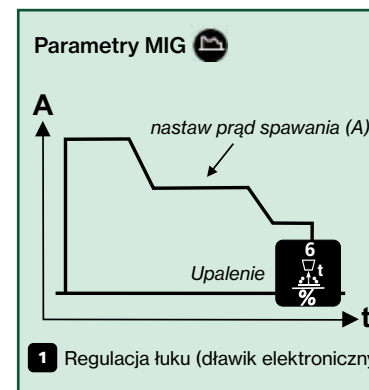 Parametry MIG
A
nastaw prąd spawania (A)
6
t
Upalenie
%
t
1 Regulacja łuku (dławik elektroniczny